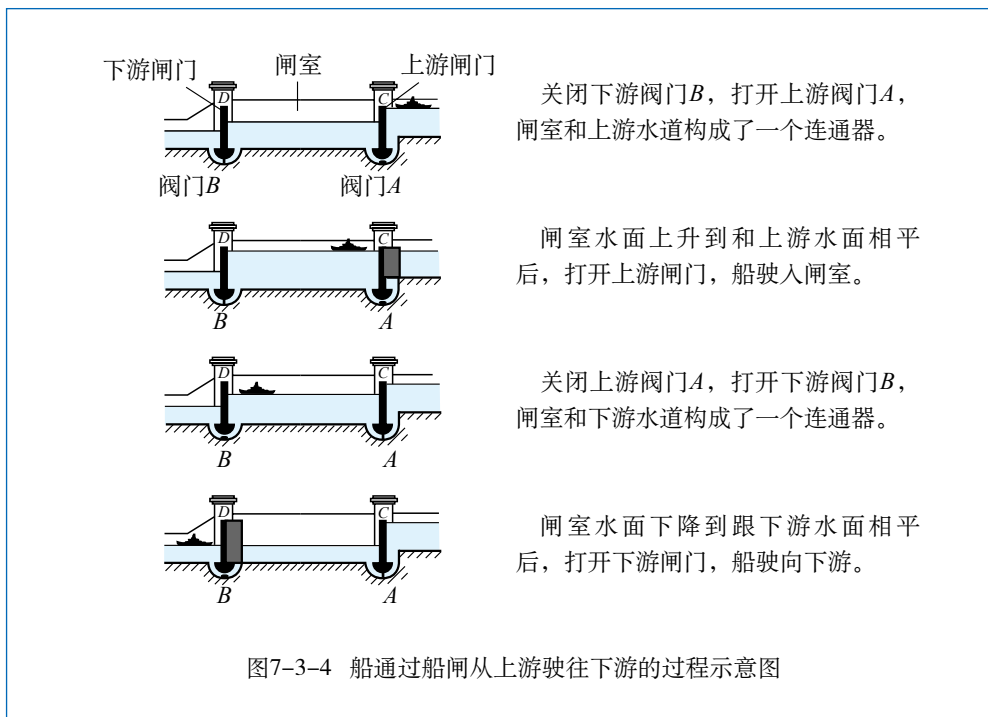 下游闸门 闸室 上游闸门
D C
阀门B 阀门A
关闭下游阀门B，打开上游阀门A，
闸室和上游水道构成了一个连通器。
D C
B A
闸室水面上升到和上游水面相平
后，打开上游闸门，船驶入闸室。
D C
B A
关闭上游阀门A，打开下游阀门B，
闸室和下游水道构成了一个连通器。
D C
B A
闸室水面下降到跟下游水面相平
后，打开下游闸门，船驶向下游。
图7-3-4 船通过船闸从上游驶往下游的过程示意图